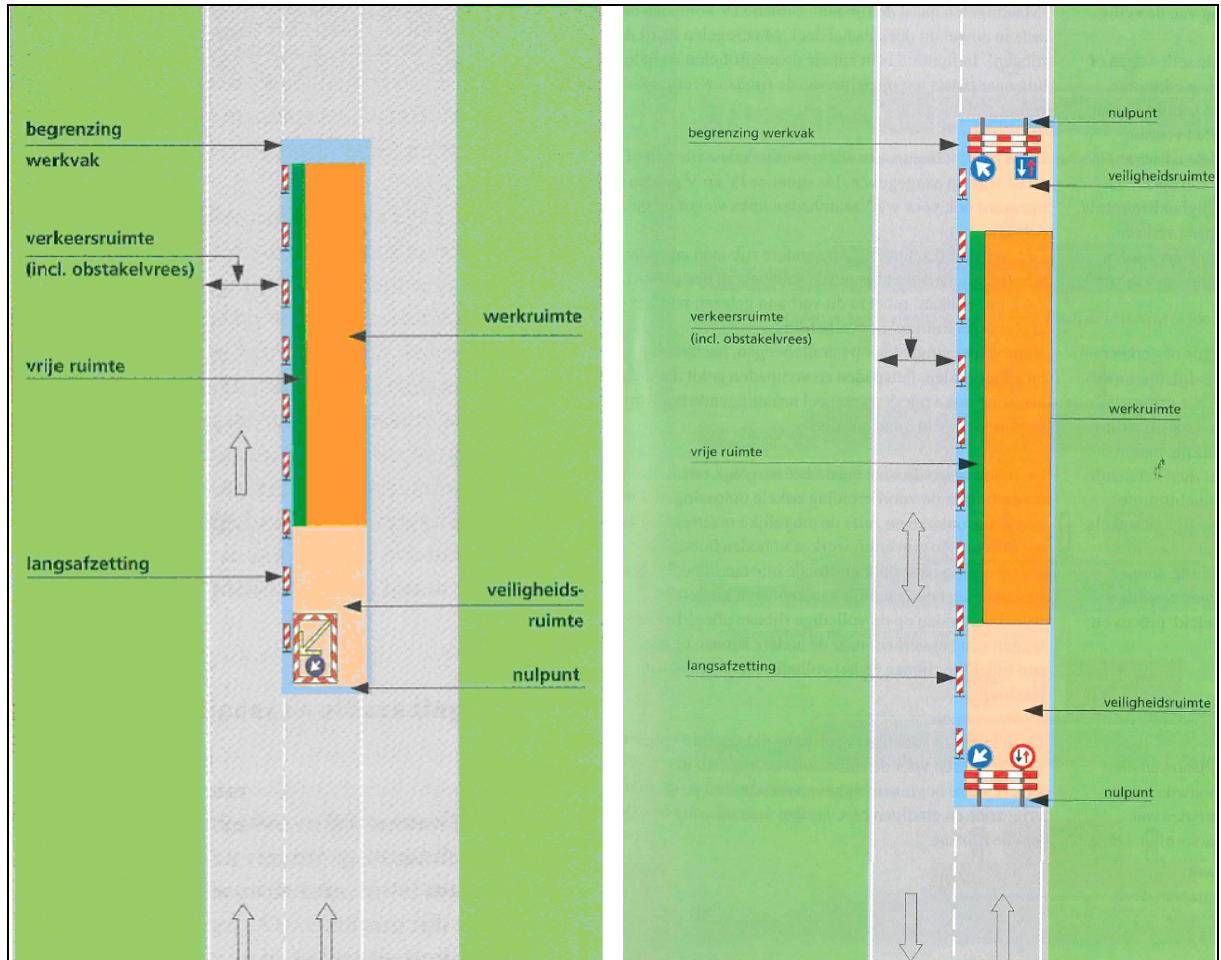 begrenzing
werkvak
verkeersruimte
(incl. obstakelvrees)
werkruimte
vrije ruimte
langsafzetting
veiligheids-
ruimte
nulpunt
nulpunt
begrenzing werkvak
veiligheidsruimte
verkeersruimte
(incl. obstakelvrees)
werkruimte
vrije ruimte
langsafzetting
veiligheidsruimte
nulpunt